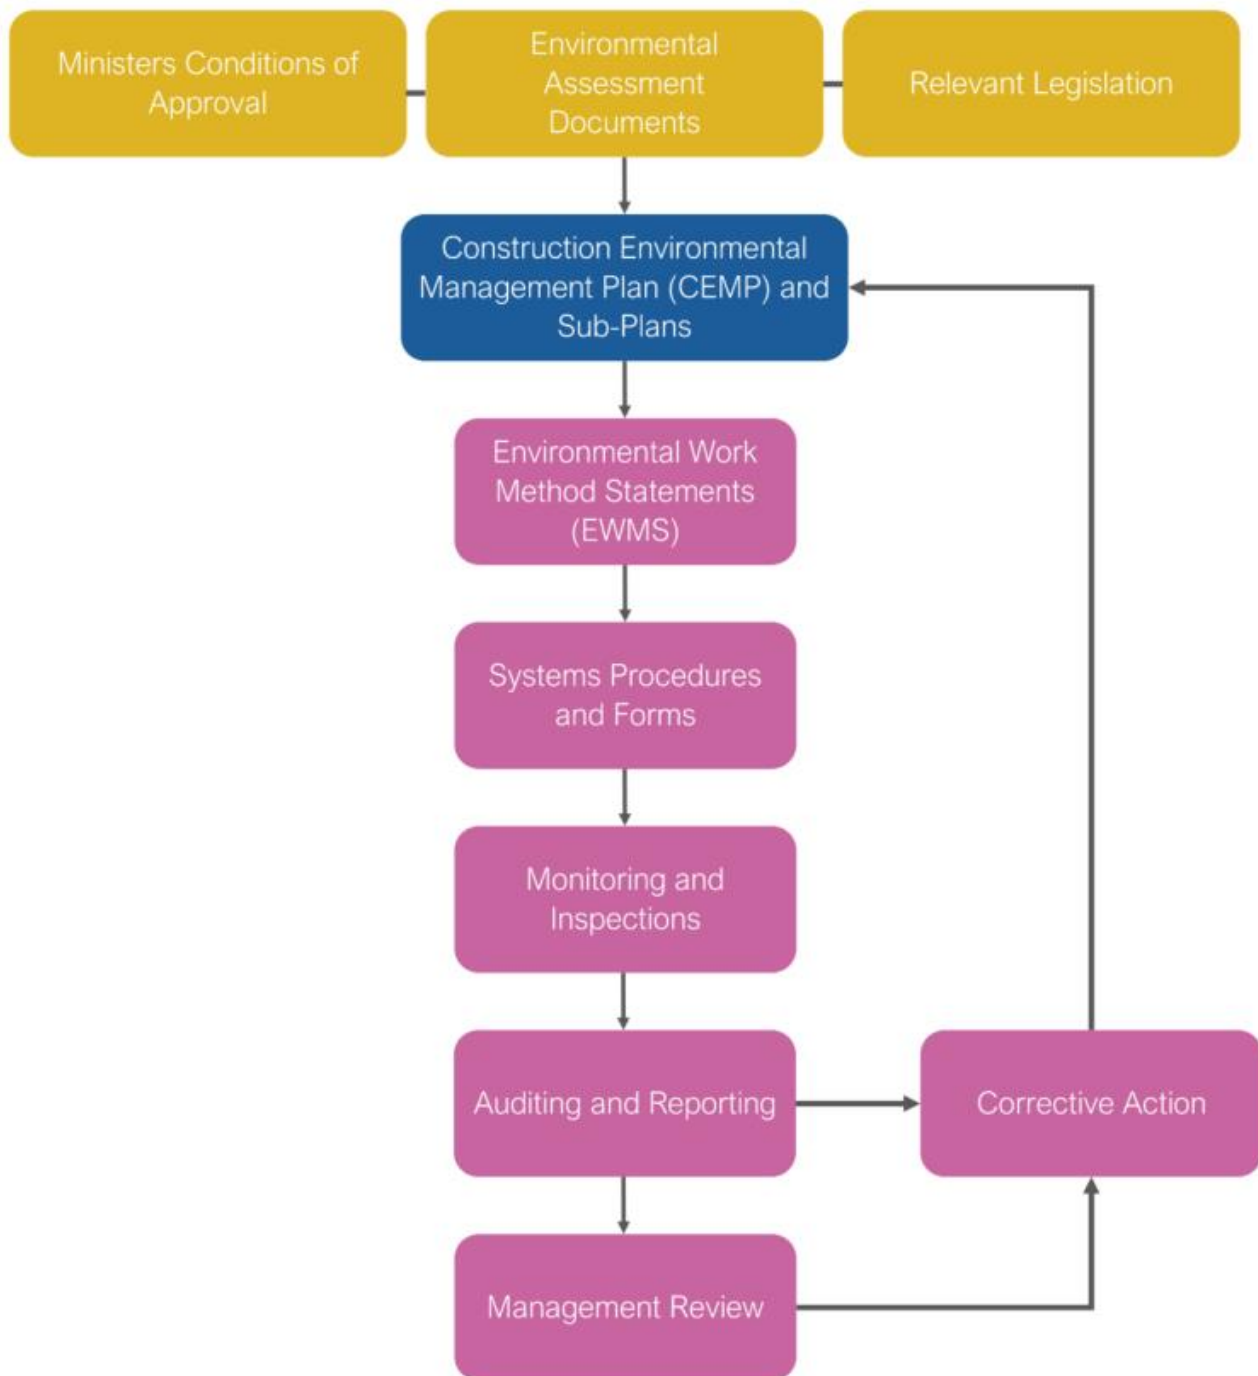 Ministers Conditions of
Approval
Environmental
Assessment
Documents
Relevant Legislation
Construction Environmental
Management Plan (CEMP) and
Sub-Plans
Environmental Work
Method Statements
(EWMS)
Systems Procedures
and Forms
Monitoring and
Inspections
Auditing and Reporting
Corrective Action
Management Review